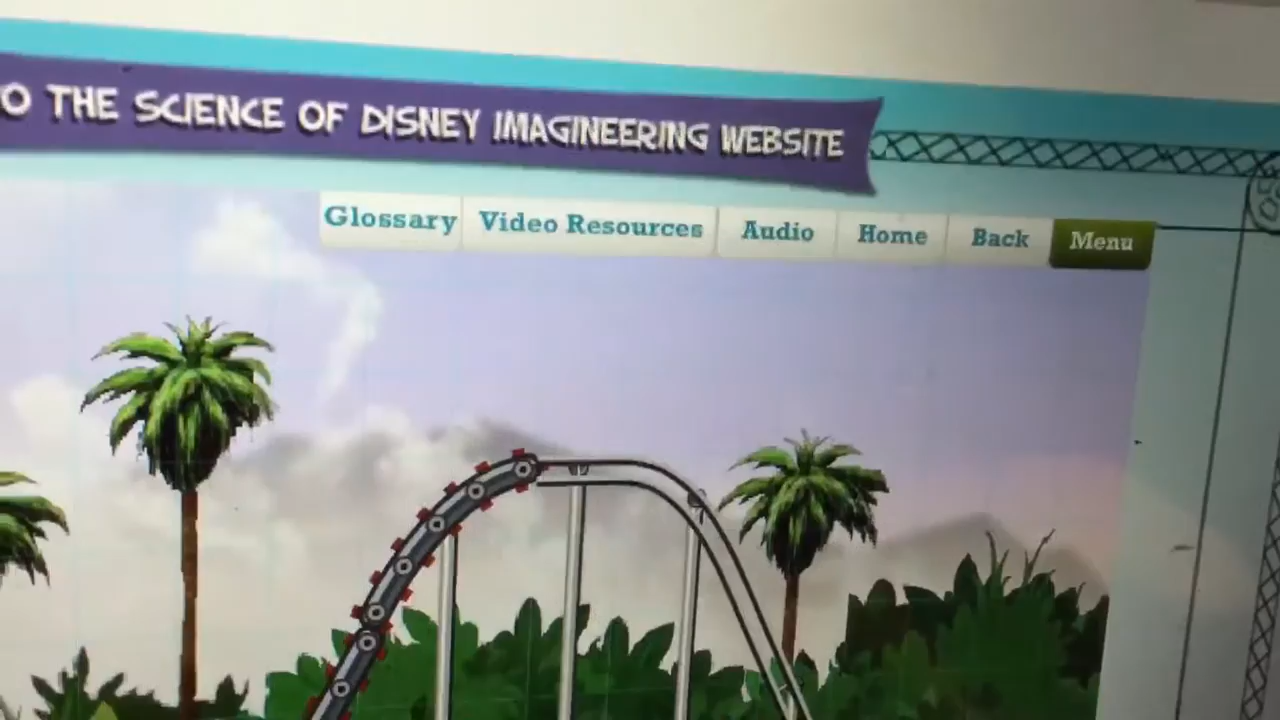 O THE SCIENCE OF DISNEY IMAGINEERING WEBSITE
Glossary Video Resources Audio Home Back Menu